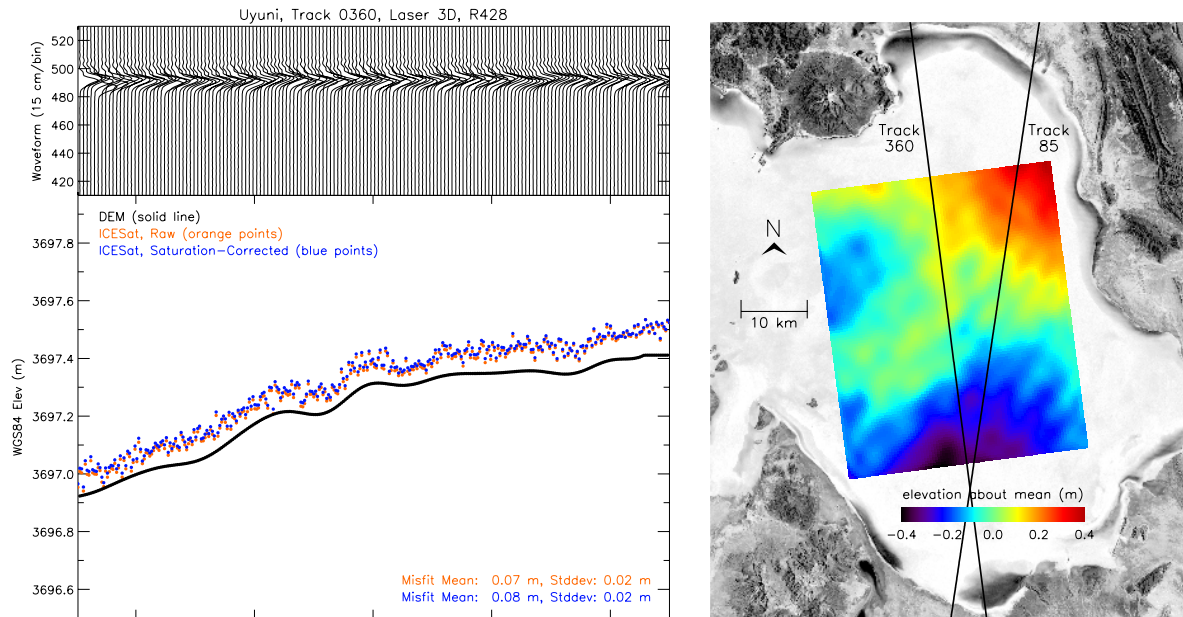 Uyuni, Track 0360, Laser 3D, R428
Waveform (15 cm/bin)
520
500
480
460
440
420
DEM (solid line)
ICESat, Raw (orange points)
ICESat, Saturation-Corrected (blue points)
WGS84 Elev (m)
3697.8
3697.6
3697.4
3697.2
3697.0
3696.8
3696.6
Misfit Mean: 0.07 m, Stddev: 0.02 m
Misfit Mean: 0.08 m, Stddev: 0.02 m
Track
360
Track
85
N
10 km
elevation about mean (m)
-0.4 -0.2 0.0 0.2 0.4